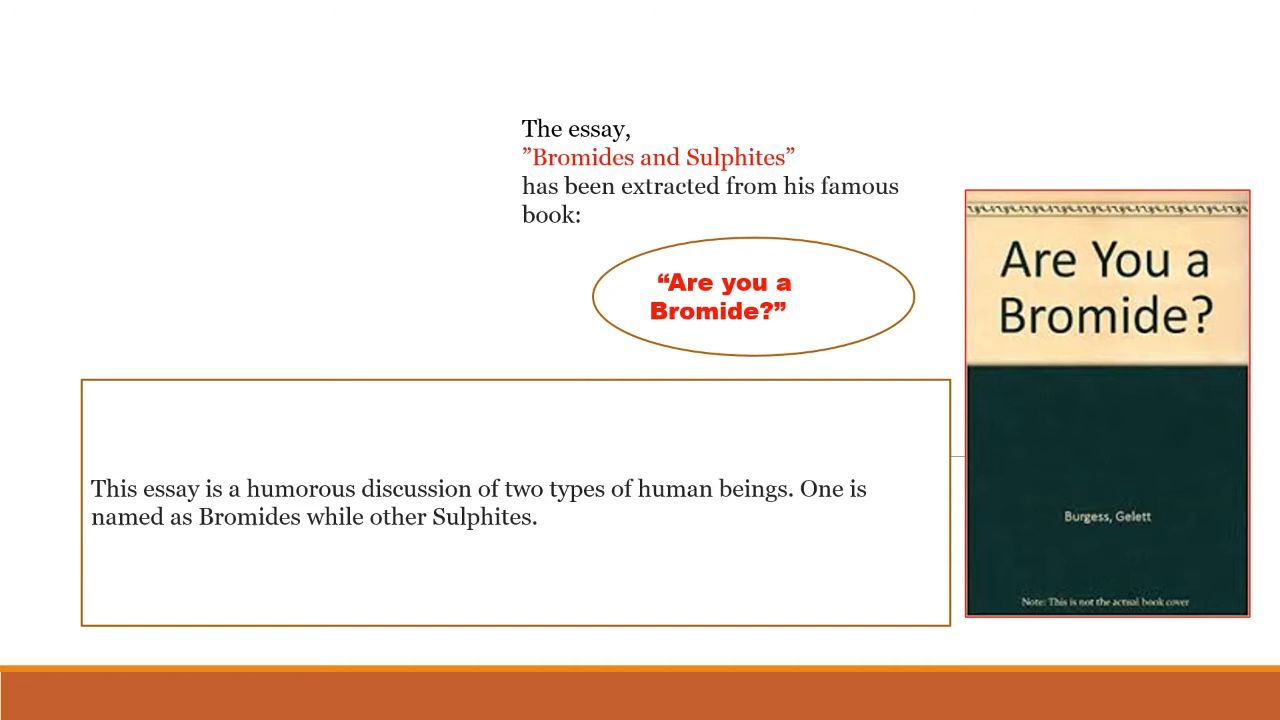 The essay,
”Bromides and Sulphites”
has been extracted from his famous
book:
“Are you a
Bromide?”
This essay is a humorous discussion of two types of human beings. One is
named as Bromides while other Sulphites.
Are You a
Bromide?
Burgess, Gelett
Note: This is not the actual book cover